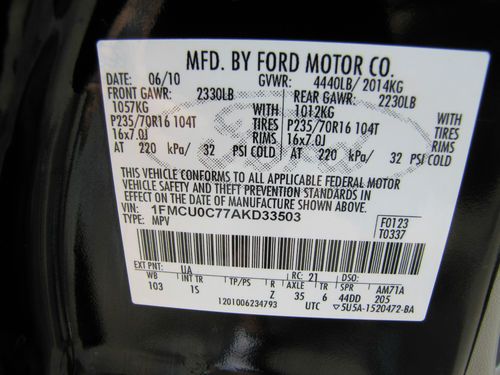 MFD. BY FORD MOTOR CO.
DATE: 06/10 GVWR: 4440LB/ 2014KG
FRONT GAWR: 2330LB REAR GAWR: 2230LB
1057KG WITH 1012KG WITH
P235/70R16 104T TIRES P235/70R16 104T TIRES
16x7.0J RIMS 16x7.0J RIMS
AT 220 kPa/ 32 PSI COLD AT 220 kPa/ 32 PSI COLD
THIS VEHICLE CONFORMS TO ALL APPLICABLE FEDERAL MOTOR
VEHICLE SAFETY AND THEFT PREVENTION STANDARDS IN
EFFECT ON THE DATE OF MANUFACTURE SHOWN ABOVE.
VIN: 1FMCU0C77AKD33503 F0123
TYPE: MPV T0337
EXT PNT: UA RC: 21 DSO:
WB INT TR TP/PS R AXLE TR SPR AM71A
103 1S Z 35 6 44DD 205
1201006234793 UTC ▽5U5A-1520472-BA